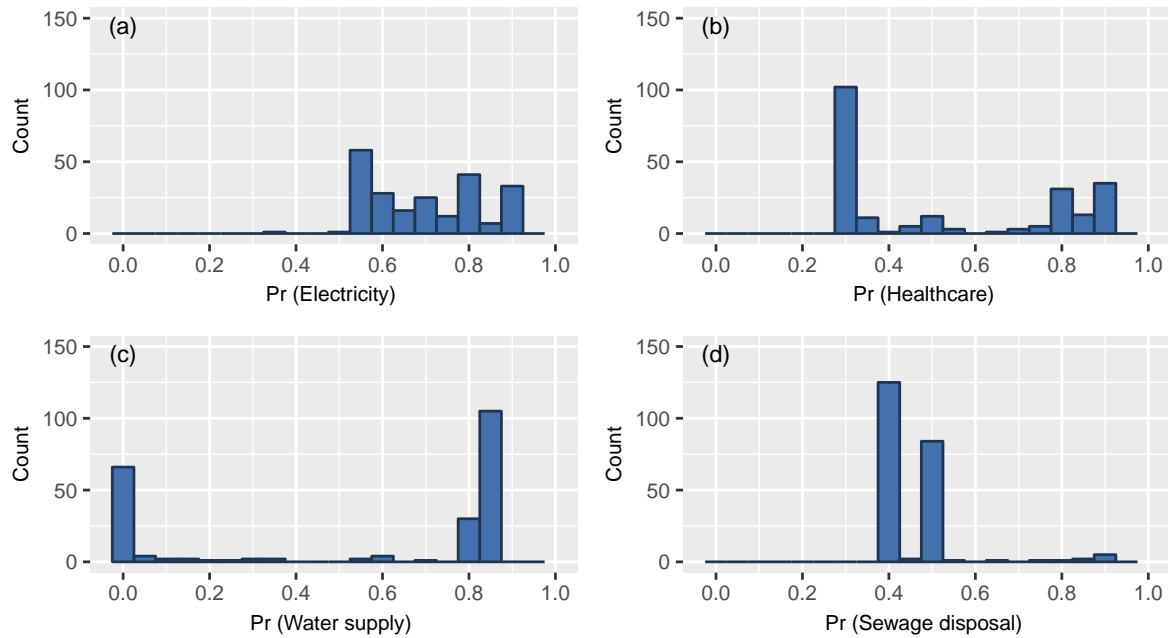 (a)
150
100
50
0
Count
0.0 0.2 0.4 0.6 0.8 1.0
Pr (Electricity)
(b)
150
100
50
0
Count
0.0 0.2 0.4 0.6 0.8 1.0
Pr (Healthcare)
(c)
150
100
50
0
Count
0.0 0.2 0.4 0.6 0.8 1.0
Pr (Water supply)
(d)
150
100
50
0
Count
0.0 0.2 0.4 0.6 0.8 1.0
Pr (Sewage disposal)